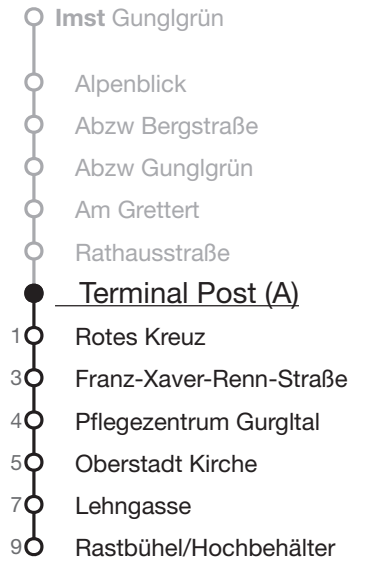 Imst Gunglgrün
Alpenblick
Abzw Bergstraße
Abzw Gunglgrün
Am Grettert
Rathausstraße
Terminal Post (A)
1 Rotes Kreuz
3 Franz-Xaver-Renn-Straße
4 Pflegezentrum Gurgltal
5 Oberstadt Kirche
7 Lehngasse
9 Rastbühel/Hochbehälter